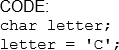 CODE:
char letter;
letter = 'C';